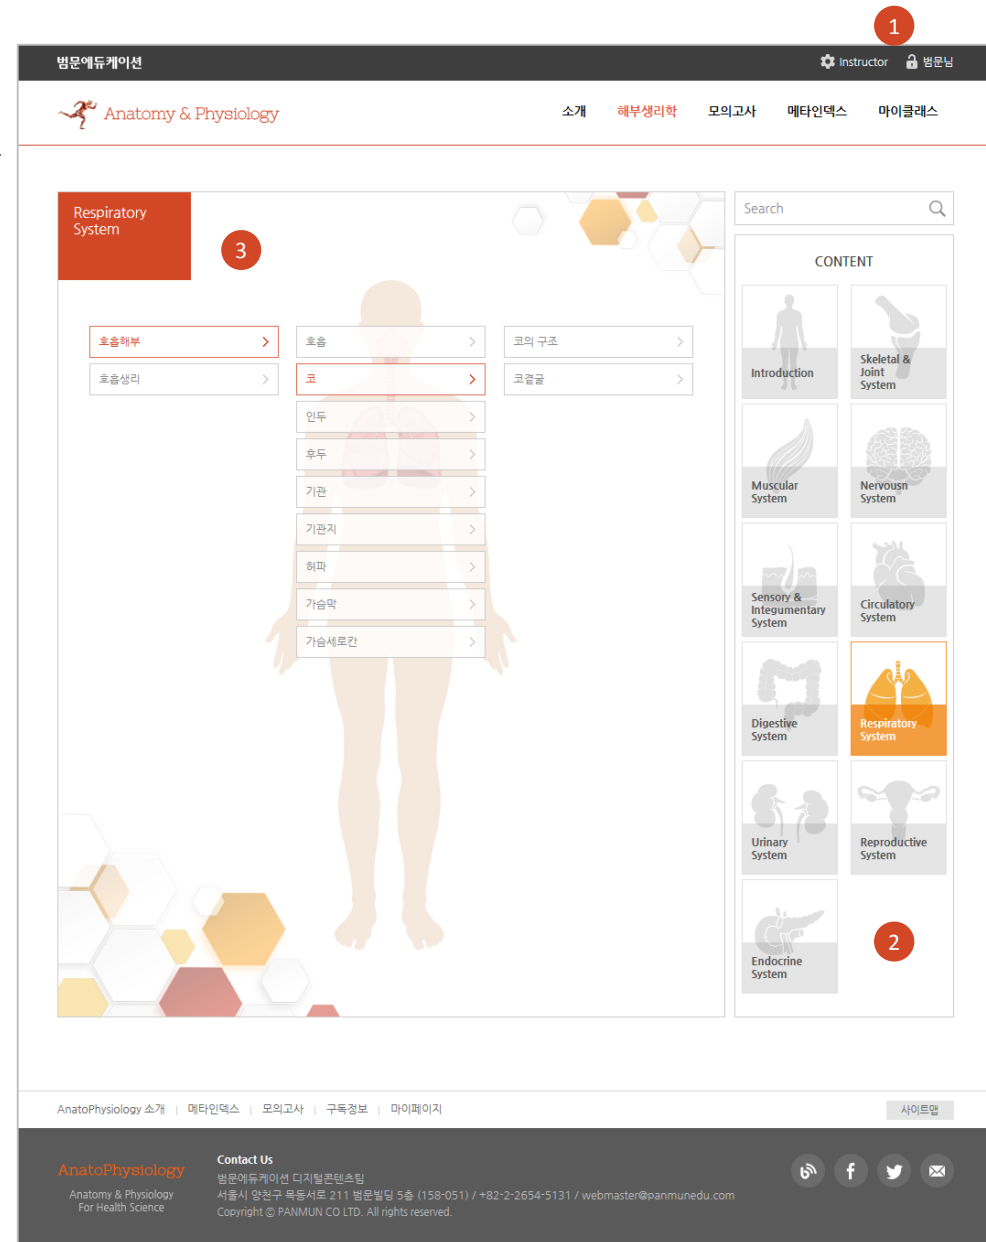 1
범문에듀케이션
Instructor
범문님
Anatomy & Physiology
소개
해부생리학
모의고사
메타인덱스
마이클래스
Respiratory
System
3
호흡해부
호흡생리
호흡
코
인두
후두
기관
기관지
허파
가슴막
가슴세로칸
코의 구조
코곁굴
Search
CONTENT
Introduction
Skeletal &
Joint
System
Muscular
System
Nervousn
System
Sensory &
Integumentary
System
Circulatory
System
Digestive
System
Respiratory
System
Urinary
System
Reproductive
System
Endocrine
System
2
AnatoPhysiology 소개 | 메타인덱스 | 모의고사 | 구독정보 | 마이페이지
사이트맵
AnatoPhysiology
Anatomy & Physiology
For Health Science
Contact Us
범문에듀케이션 디지털콘텐츠팀
서울시 양천구 목동서로 211 범문빌딩 5층 (158-051) / +82-2-2654-5131 / webmaster@panmunedu.com
Copyright © PANMUN CO LTD. All rights reserved.